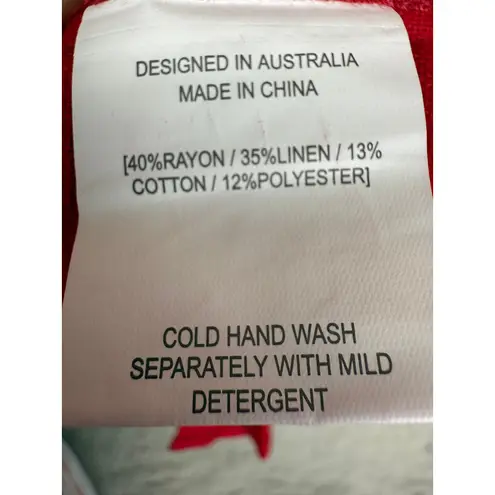 DESIGNED IN AUSTRALIA
MADE IN CHINA
[40%RAYON / 35%LINEN / 13%
COTTON / 12%POLYESTER]
COLD HAND WASH
SEPARATELY WITH MILD
DETERGENT